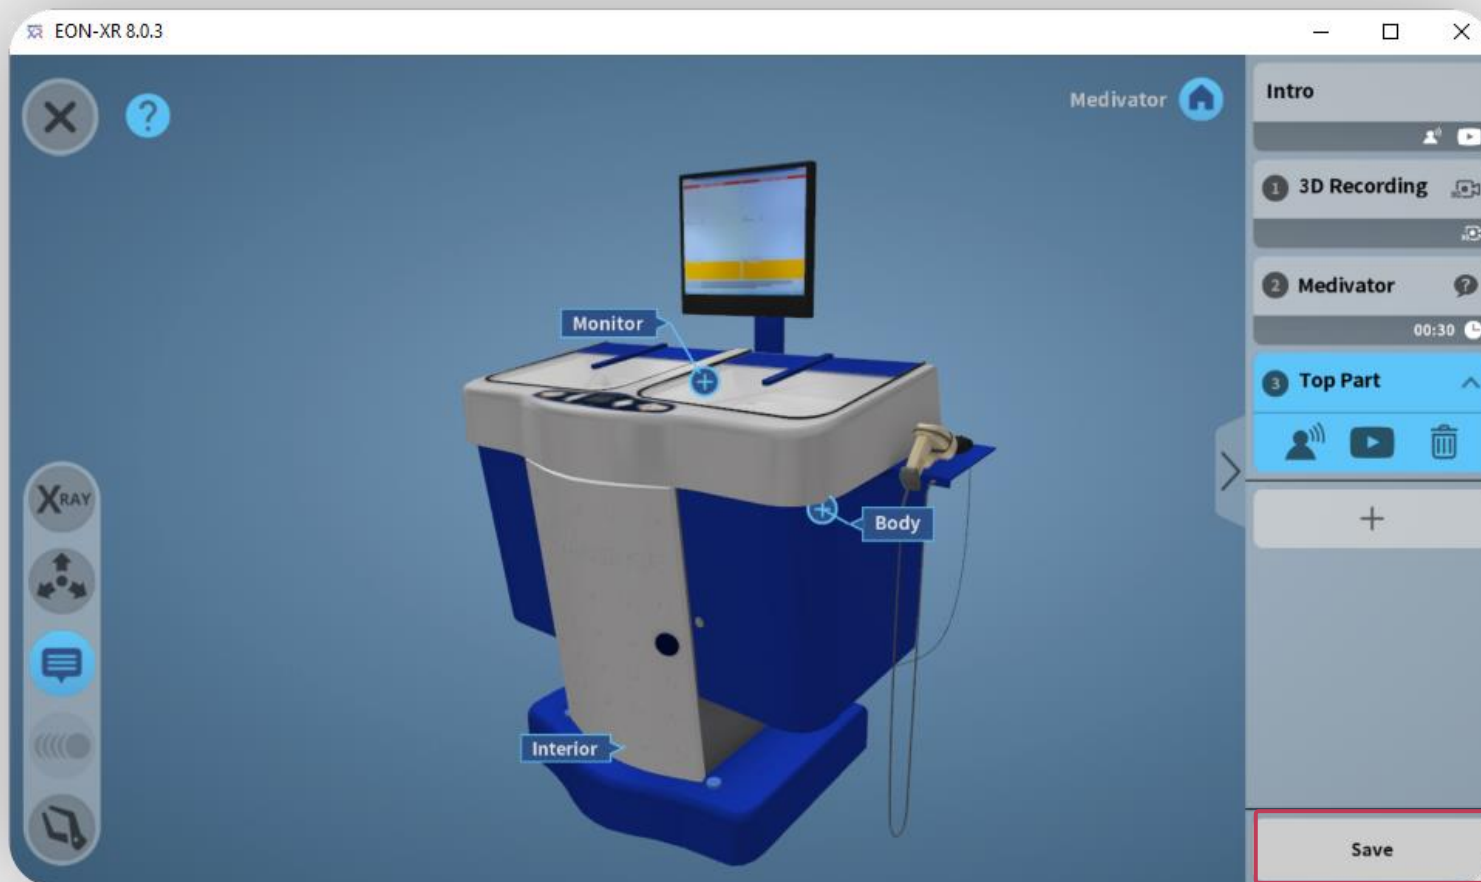 EON-XR 8.0.3
?
Medivator
Monitor
Body
Interior
XRAY
Intro
1 3D Recording
2 Medivator ?
00:30
3 Top Part
+
Save